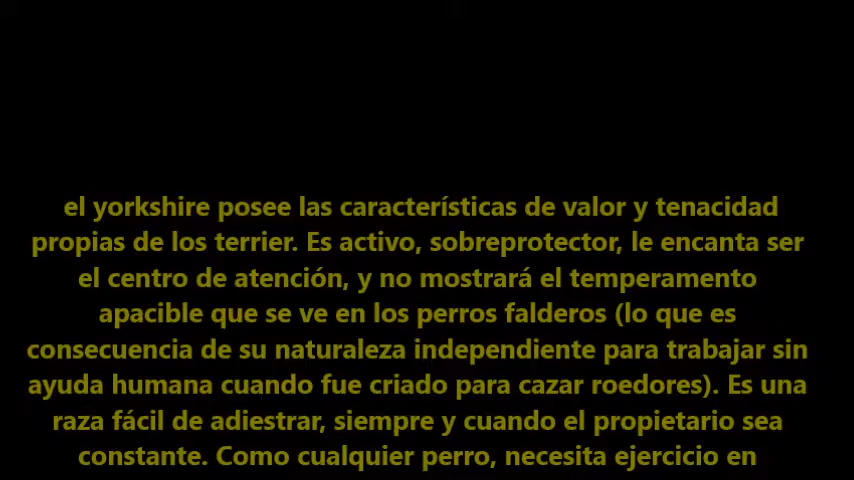 el yorkshire posee las características de valor y tenacidad
propias de los terrier. Es activo, sobreprotector, le encanta ser
el centro de atención, y no mostrará el temperamento
apacible que se ve en los perros falderos (lo que es
consecuencia de su naturaleza independiente para trabajar sin
ayuda humana cuando fue criado para cazar roedores). Es una
raza fácil de adiestrar, siempre y cuando el propietario sea
constante. Como cualquier perro, necesita ejercicio en